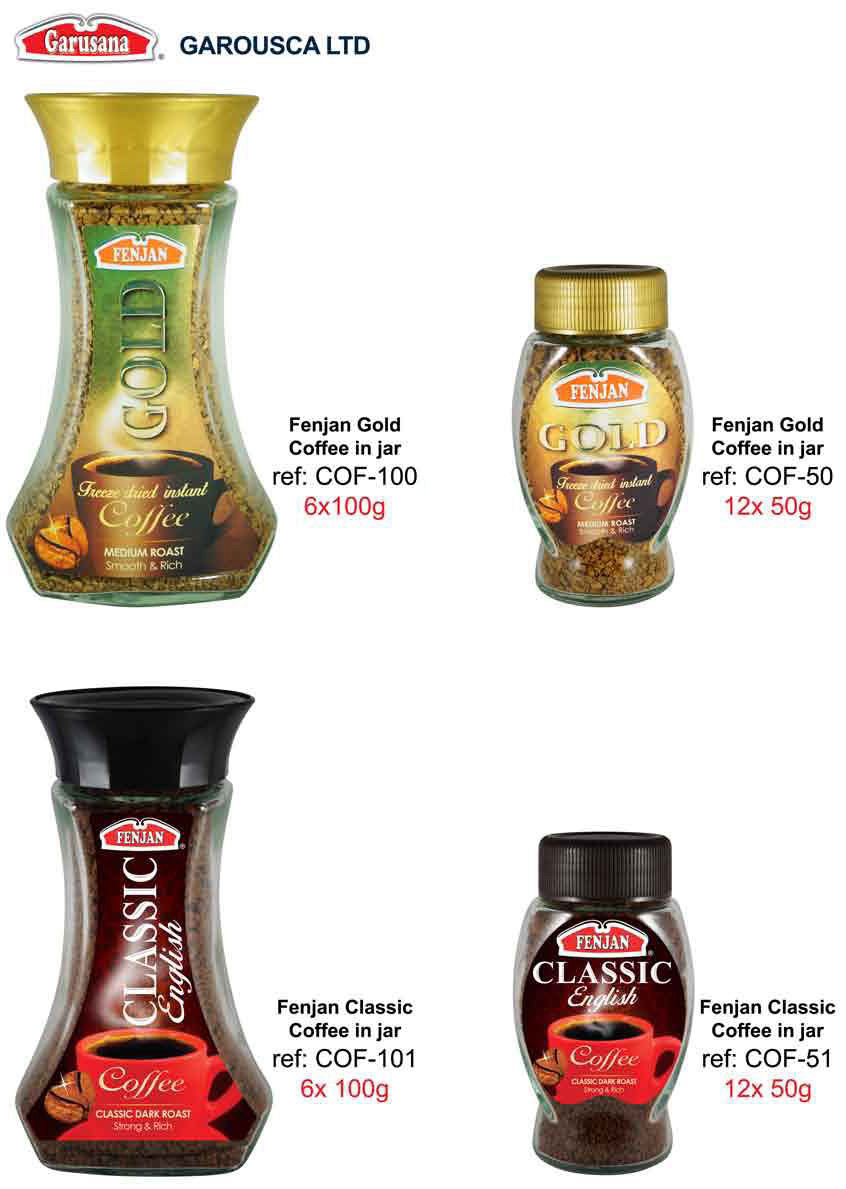 Garusana
GAROUSCA LTD
FENJAN
GOLD
Freeze dried instant
Coffee
MEDIUM ROAST
Smooth & Rich
Fenjan Gold
Coffee in jar
ref: COF-100
6x100g
FENJAN
GOLD
Freeze dried instant
Coffee
MEDIUM ROAST
Smooth & Rich
Fenjan Gold
Coffee in jar
ref: COF-50
12x 50g
FENJAN
CLASSIC
English
Coffee
CLASSIC DARK ROAST
Strong & Rich
Fenjan Classic
Coffee in jar
ref: COF-101
6x 100g
FENJAN
CLASSIC
English
Coffee
CLASSIC DARK ROAST
Strong & Rich
Fenjan Classic
Coffee in jar
ref: COF-51
12x 50g